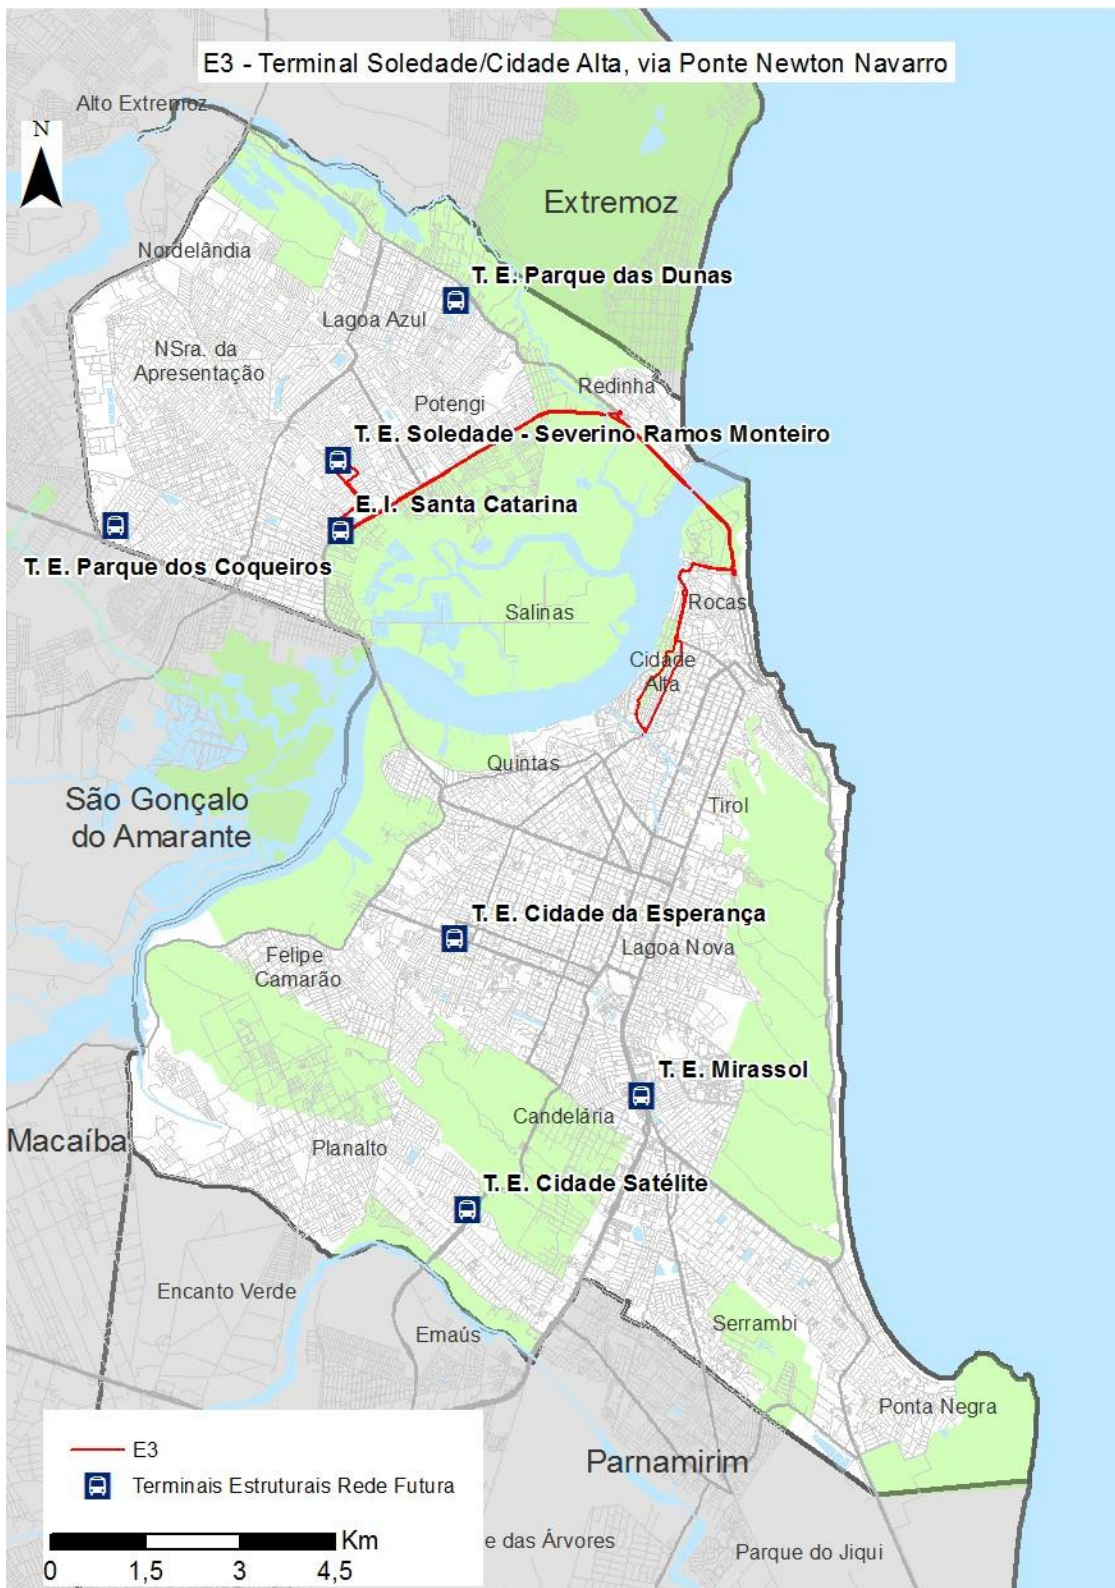 E3 - Terminal Soledade/Cidade Alta, via Ponte Newton Navarro
Alto Extremoz
N
Extremoz
Nordelândia
T. E. Parque das Dunas
Lagoa Azul
NSra. da
Apresentação
Redinha
Potengi
T. E. Soledade - Severino Ramos Monteiro
E. I. Santa Catarina
T. E. Parque dos Coqueiros
Salinas
Rocas
Cidade
Alta
Quintas
São Gonçalo
do Amarante
Tirol
T. E. Cidade da Esperança
Felipe
Camarão
Lagoa Nova
T. E. Mirassol
Candelária
Macaíba
Planalto
T. E. Cidade Satélite
Encanto Verde
Emaús
Serrambi
Ponta Negra
Parnamirim
E3
Terminais Estruturais Rede Futura
Km
0 1,5 3 4,5
e das Árvores
Parque do Jiqui